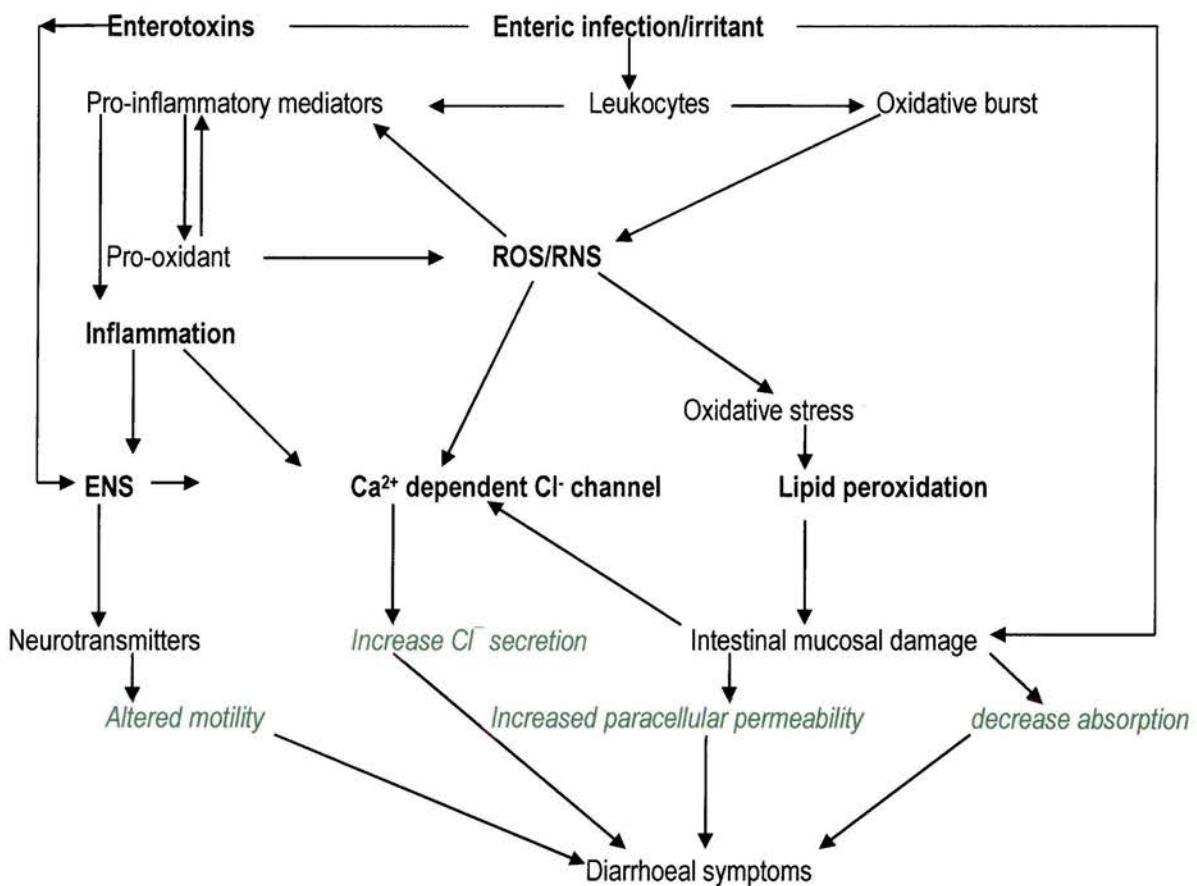 Enterotoxins Enteric infection/irritant
Pro-inflammatory mediators Leukocytes Oxidative burst
Pro-oxidant ROS/RNS
Inflammation
Oxidative stress
ENS Ca²⁺ dependent Cl⁻ channel Lipid peroxidation
Neurotransmitters Increase Cl⁻ secretion Intestinal mucosal damage
Altered motility Increased paracellular permeability decrease absorption
Diarrhoeal symptoms